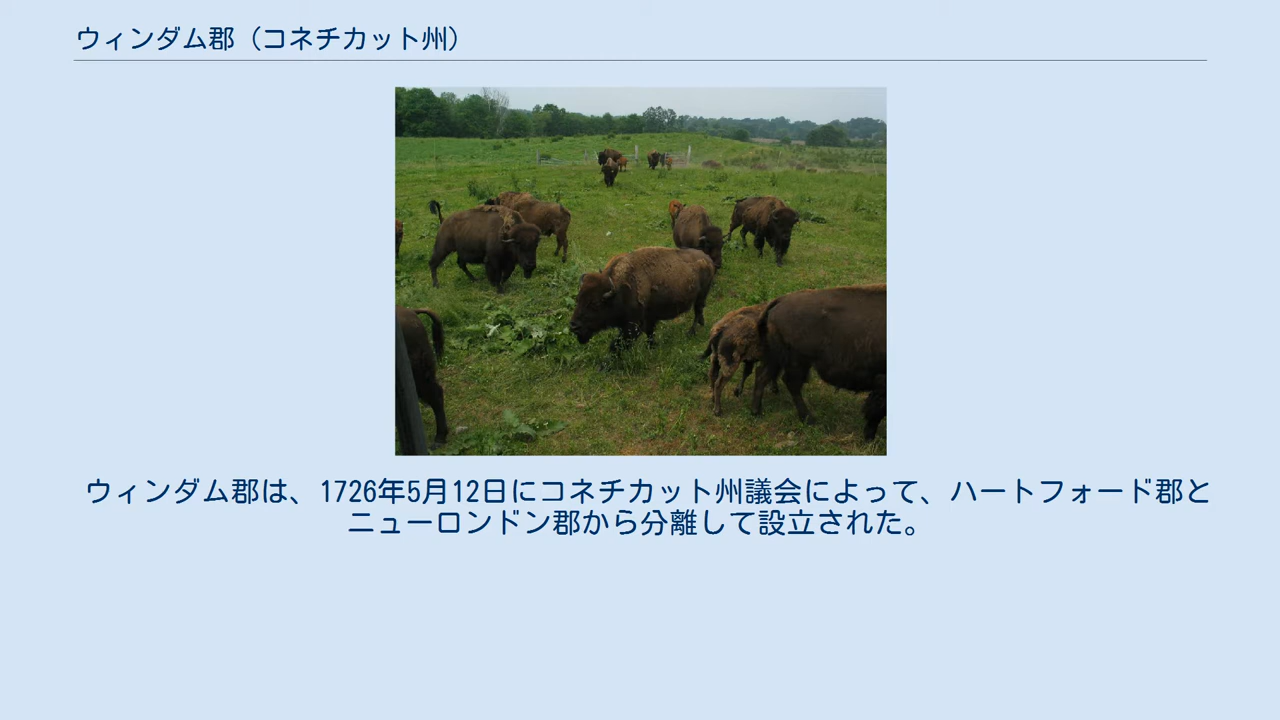 ウィンダム郡（コネチカット州）
ウィンダム郡は、1726年5月12日にコネチカット州議会によって、ハートフォード郡と
ニューロンドン郡から分離して設立された。